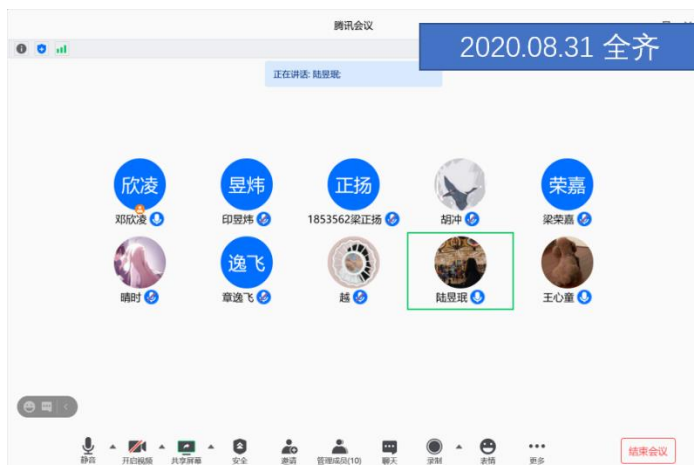 腾讯会议
2020.08.31 全齐
正在讲话: 陆昱珉;
欣凌
昱炜
正扬
荣嘉
邓欣凌
印昱炜
1853562梁正扬
胡冲
梁荣嘉
逸飞
晴时
章逸飞
越
陆昱珉
王心童
静音
开启视频
共享屏幕
安全
邀请
管理成员(10)
聊天
录制
表情
更多
结束会议